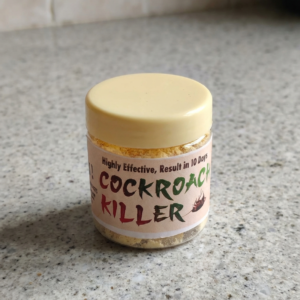 Highly Effective, Result in 10 Days
COCKROACH
KILLER